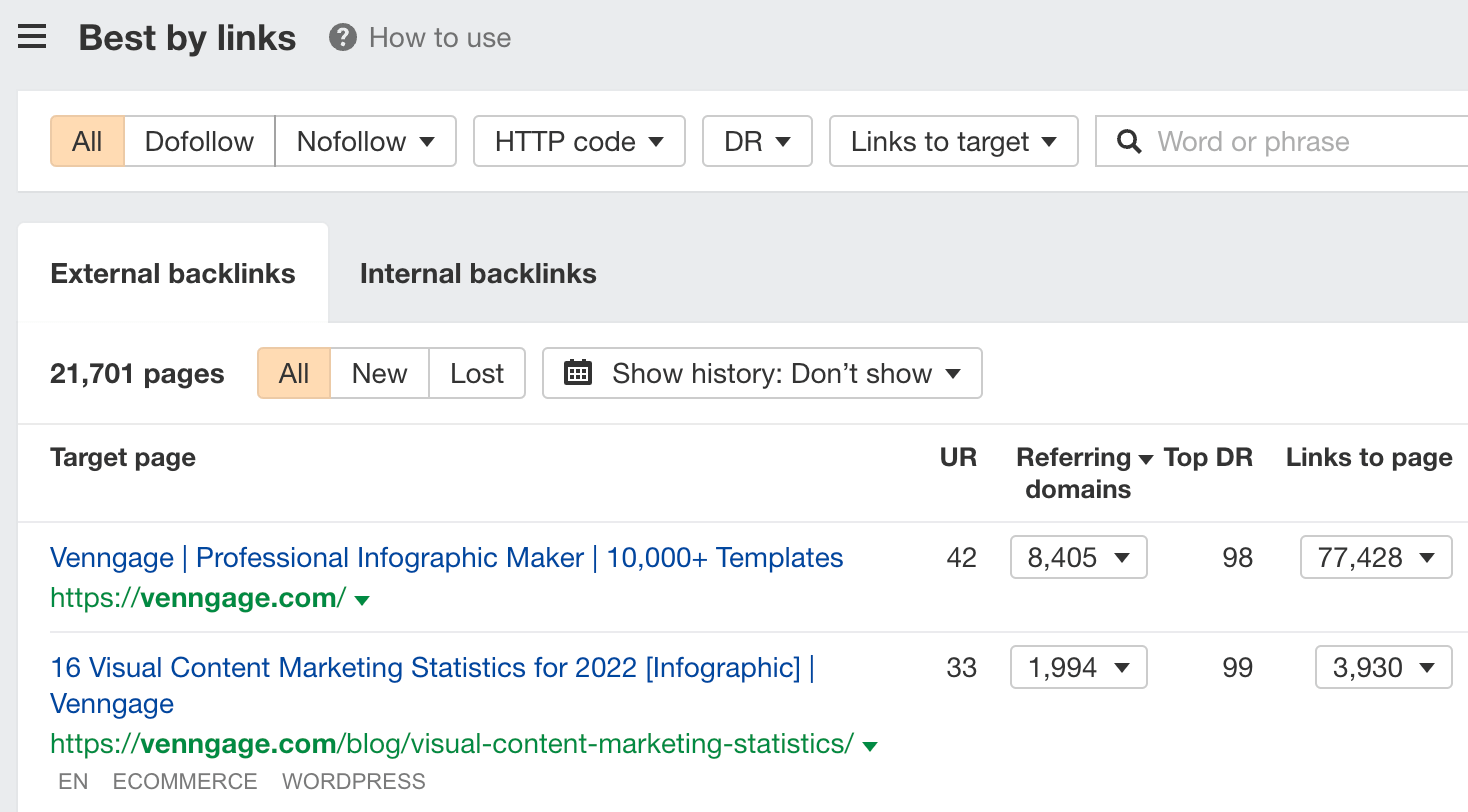 Best by links ? How to use
All Dofollow Nofollow HTTP code DR Links to target Word or phrase
External backlinks Internal backlinks
21,701 pages All New Lost Show history: Don’t show
Target page UR Referring domains Top DR Links to page
Venngage | Professional Infographic Maker | 10,000+ Templates 42 8,405 98 77,428
https://venngage.com/
16 Visual Content Marketing Statistics for 2022 [Infographic] | 33 1,994 99 3,930
Venngage
https://venngage.com/blog/visual-content-marketing-statistics/
EN ECOMMERCE WORDPRESS